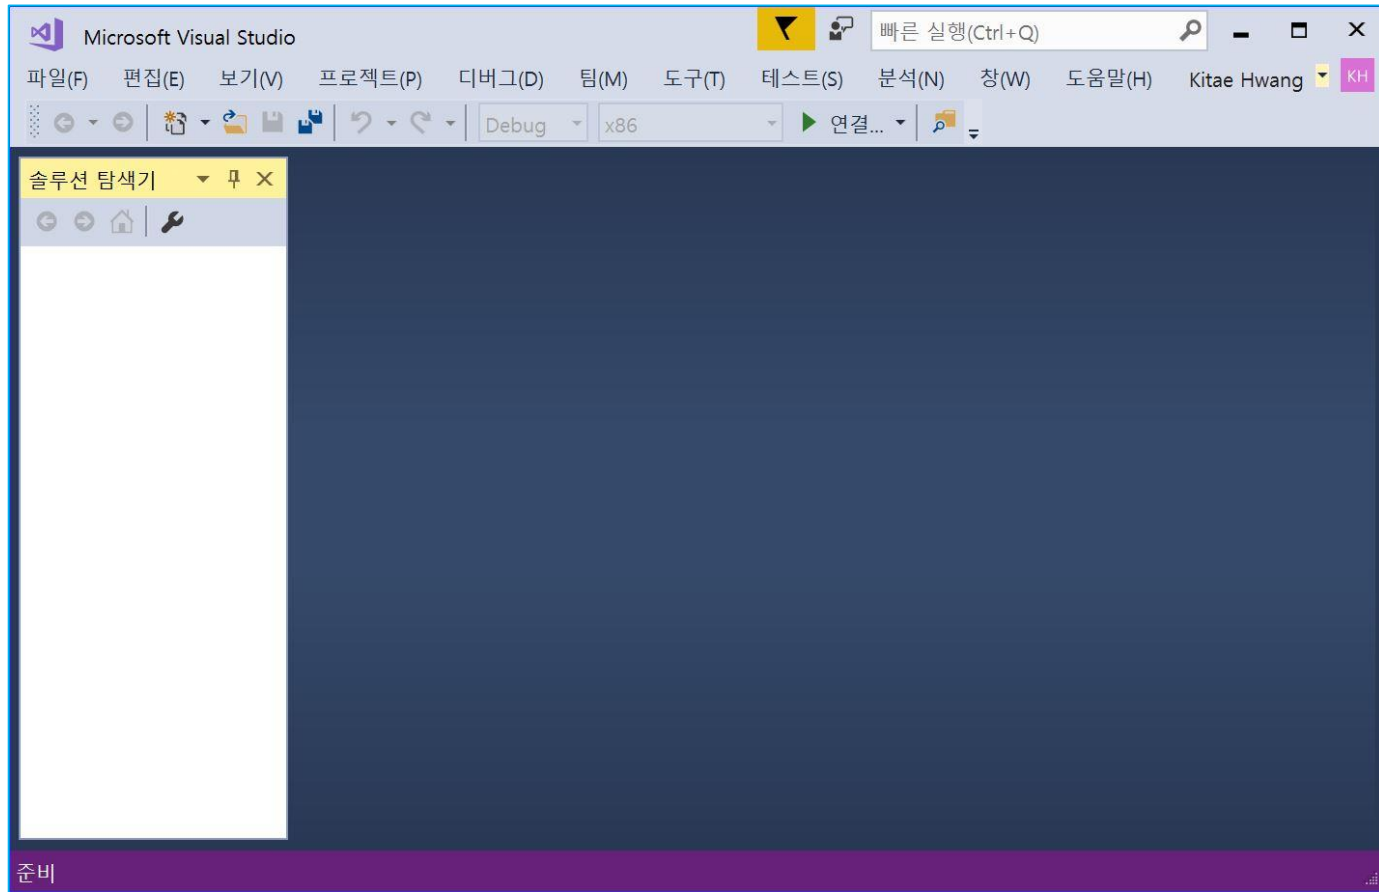 Microsoft Visual Studio 빠른 실행(Ctrl+Q)
파일(F) 편집(E) 보기(V) 프로젝트(P) 디버그(D) 팀(M) 도구(T) 테스트(S) 분석(N) 창(W) 도움말(H) Kitae Hwang KH
Debug x86 연결...
솔루션 탐색기
준비